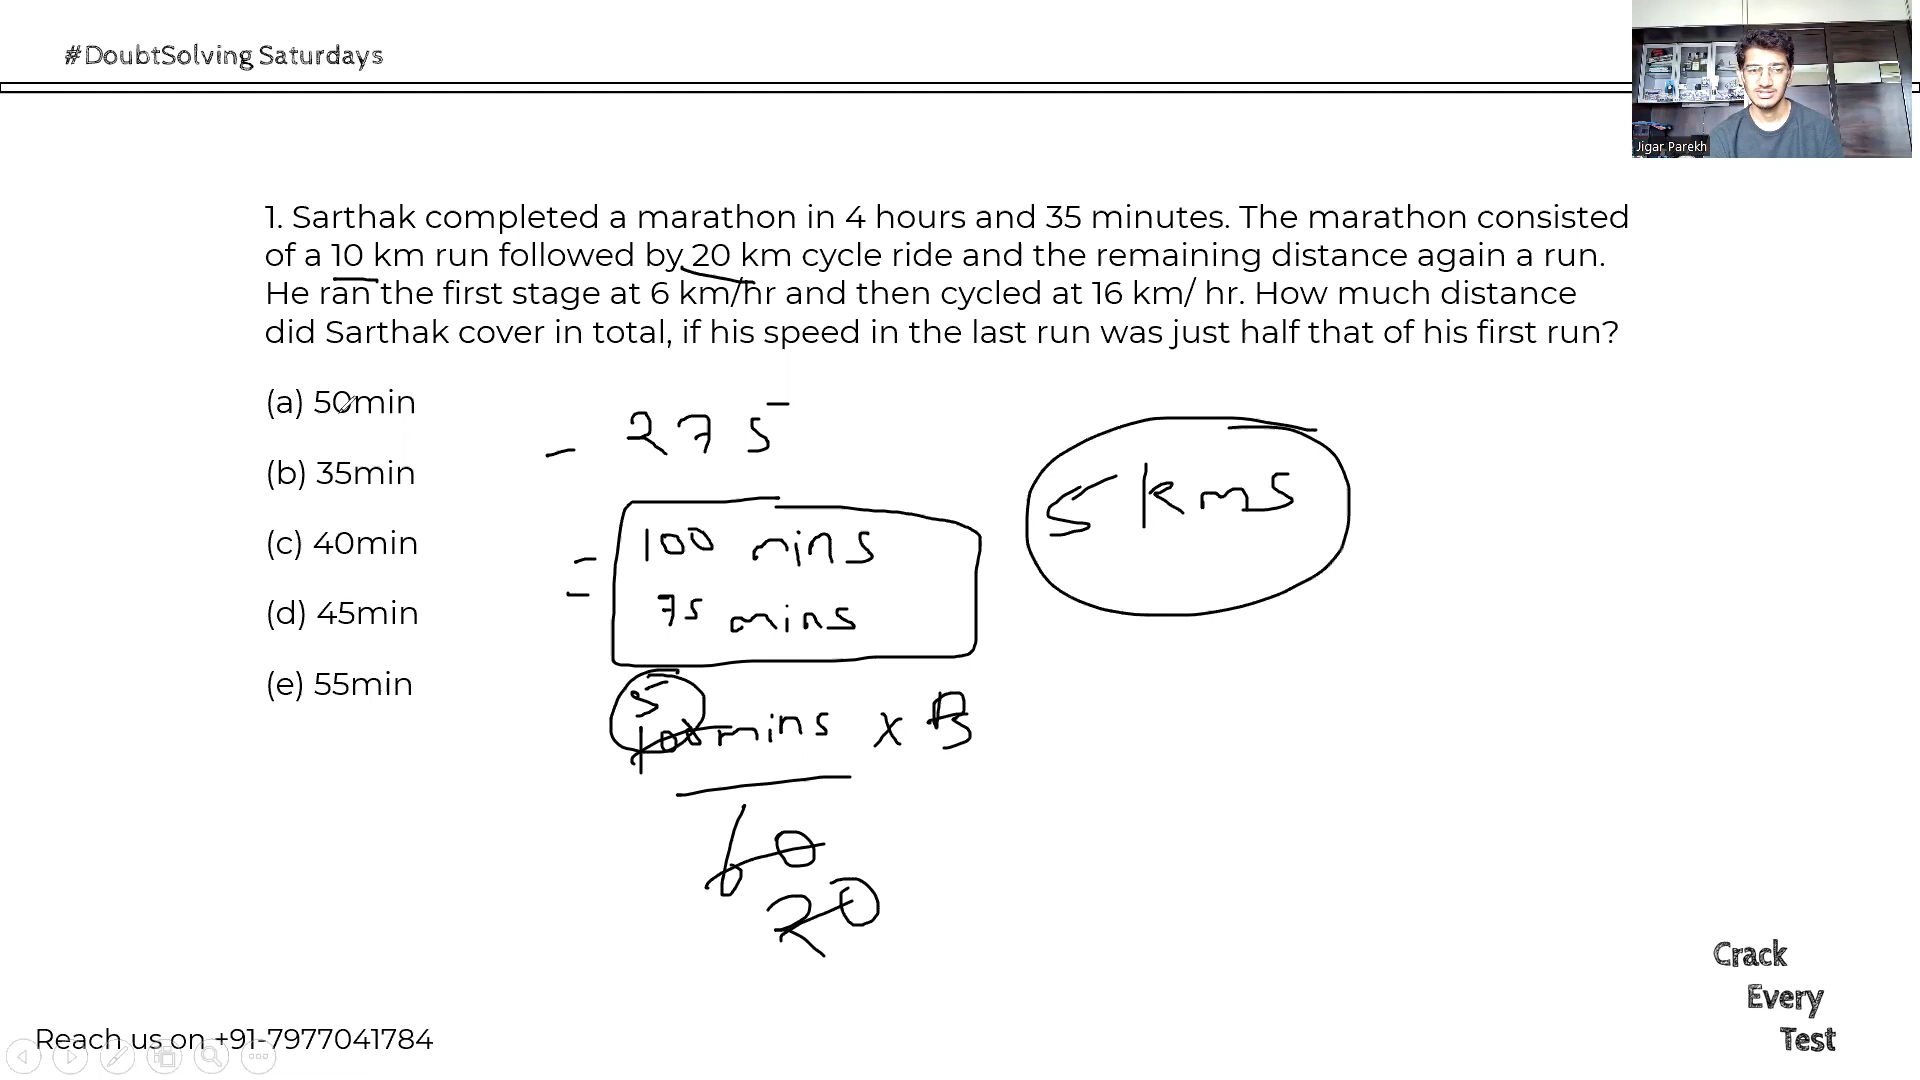 #DoubtSolving Saturdays
Jigar Parekh
1. Sarthak completed a marathon in 4 hours and 35 minutes. The marathon consisted
of a 10 km run followed by 20 km cycle ride and the remaining distance again a run.
He ran the first stage at 6 km/hr and then cycled at 16 km/ hr. How much distance
did Sarthak cover in total, if his speed in the last run was just half that of his first run?
(a) 50min
(b) 35min
(c) 40min
(d) 45min
(e) 55min
- 275
= 100 mins
75 mins
5 kms
5
100 mins x 3
60
20
Crack
Every
Test
Reach us on +91-7977041784